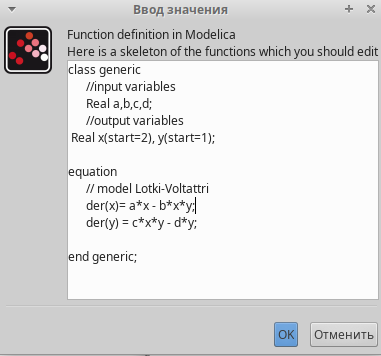 Ввод значения
Function definition in Modelica
Here is a skeleton of the functions which you should edit
class generic
//input variables
Real a,b,c,d;
//output variables
Real x(start=2), y(start=1);
equation
// model Lotki-Voltattri
der(x)= a*x - b*x*y;
der(y) = c*x*y - d*y;
end generic;
OK
Отменить